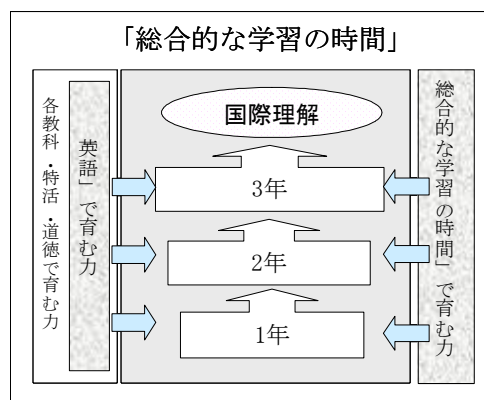 「総合的な学習の時間」
各教科・特活・道徳で育む力
英語」で育む力
国際理解
3年
2年
1年
総合的な学習の時間」で育む力